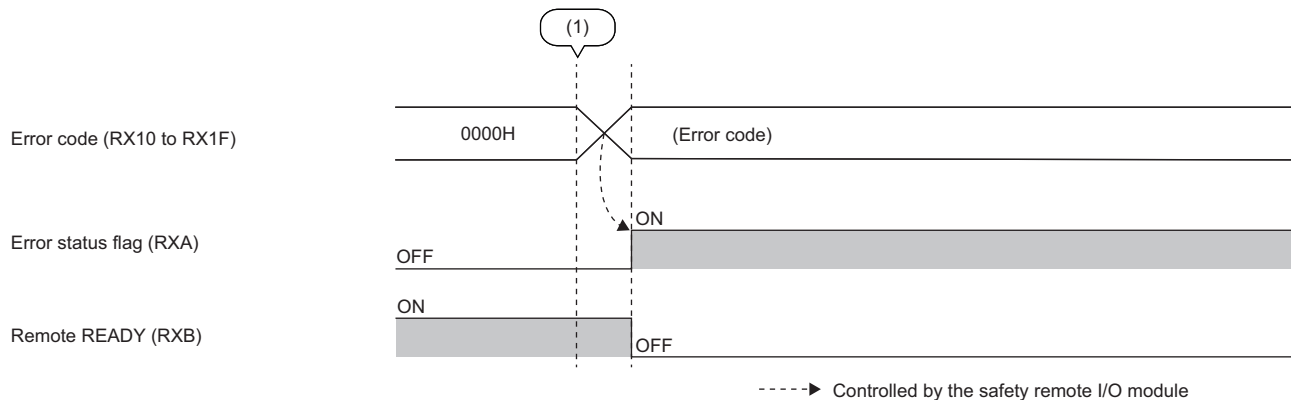 (1)
Error code (RX10 to RX1F)
0000H
(Error code)
ON
Error status flag (RXA)
OFF
ON
Remote READY (RXB)
OFF
Controlled by the safety remote I/O module